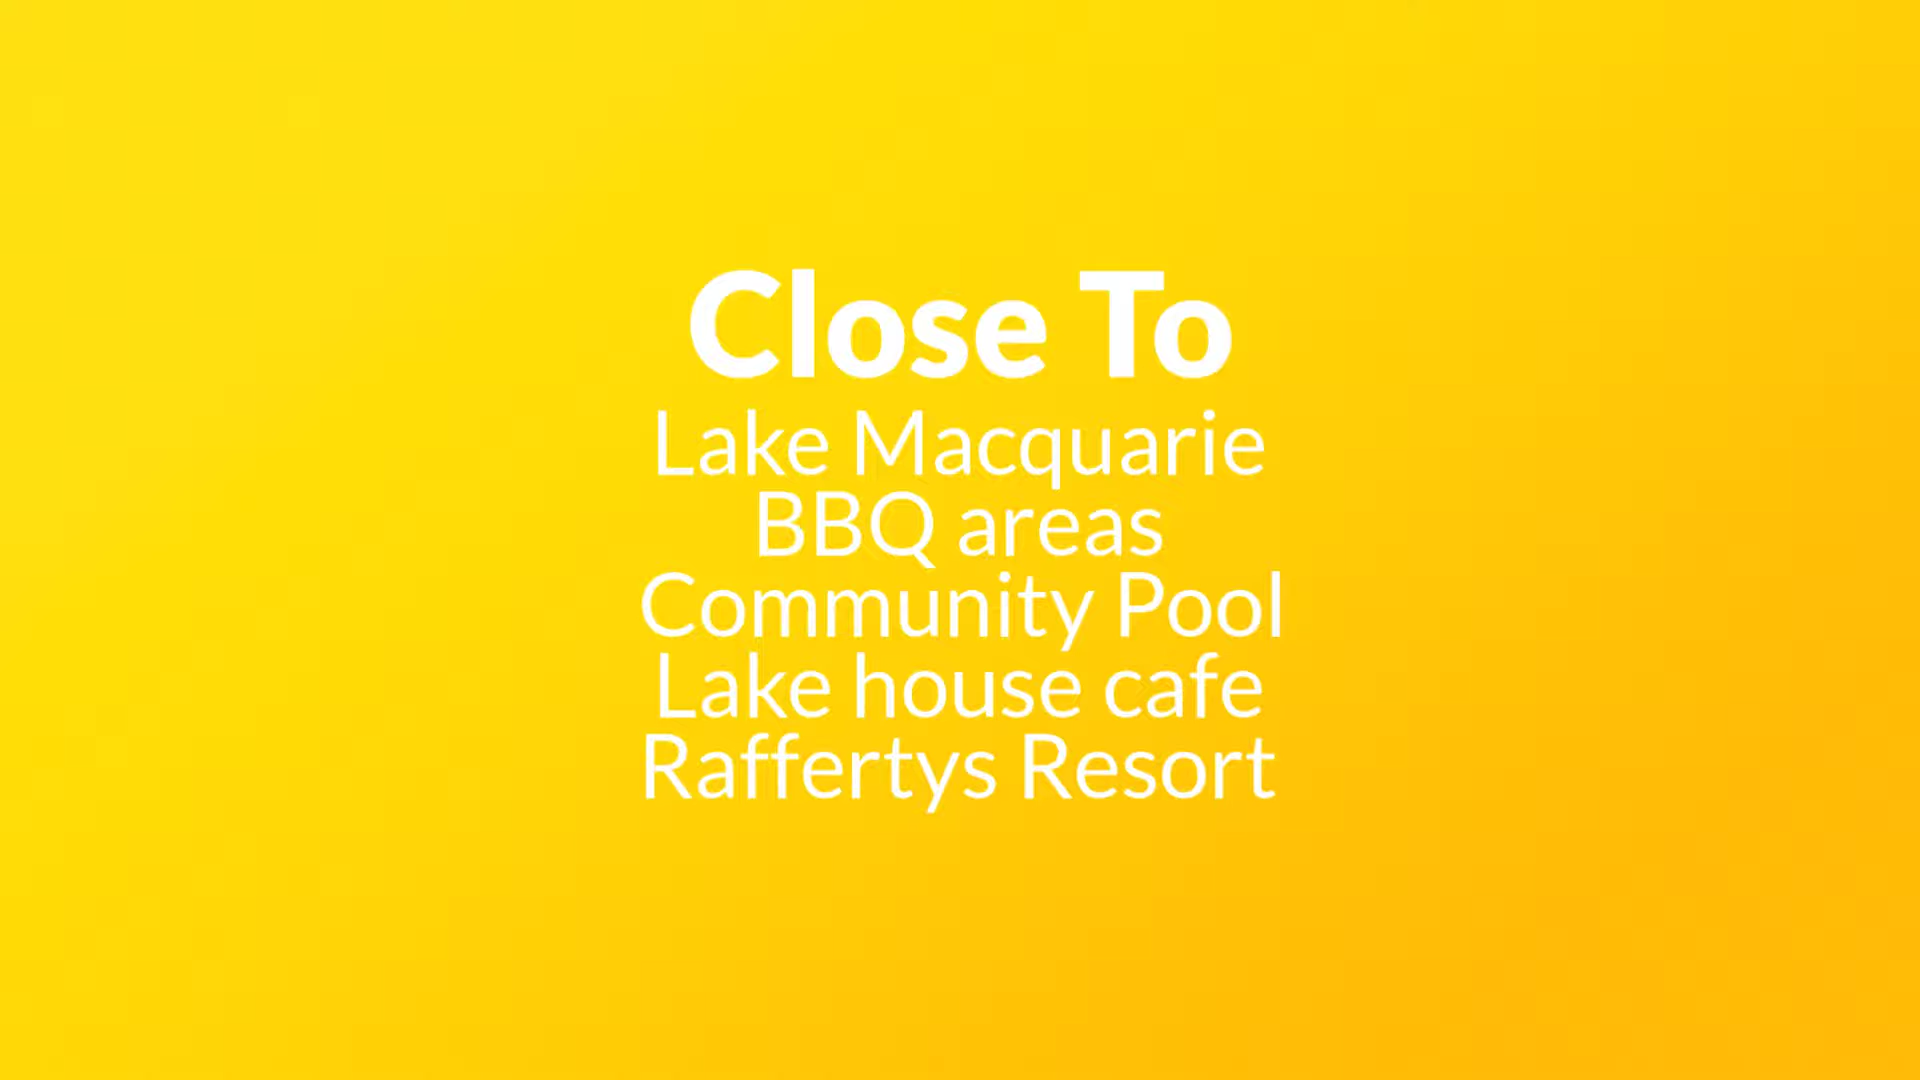 Close To
Lake Macquarie
BBQ areas
Community Pool
Lake house cafe
Raffertys Resort